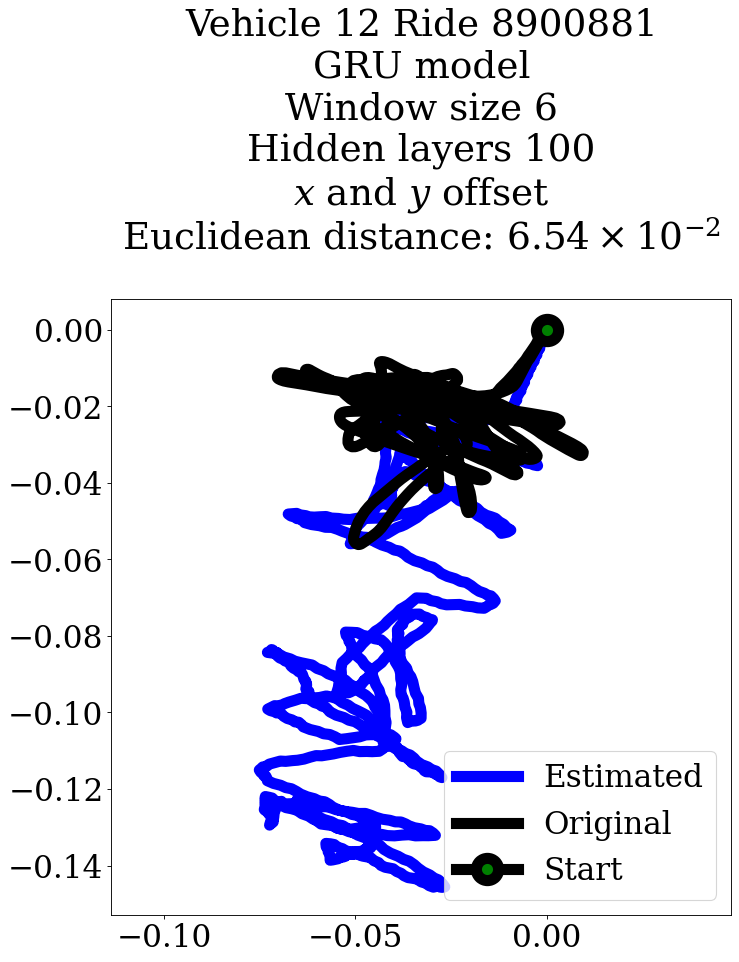 Vehicle 12 Ride 8900881
GRU model
Window size 6
Hidden layers 100
x and y offset
Euclidean distance: 6.54 × 10⁻²
0.00
−0.02
−0.04
−0.06
−0.08
−0.10
−0.12
−0.14
Estimated
Original
Start
−0.10 −0.05 0.00